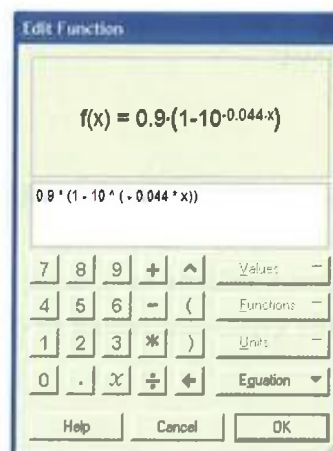 Edit Function
f(x) = 0.9·(1-10^-0.044·x)
0.9 * (1 - 10 ^ ( - 0.044 * x))
7 8 9 + ^ Values
4 5 6 - ( Functions
1 2 3 * ) Units
0 . x ÷ ← Equation
Help Cancel OK